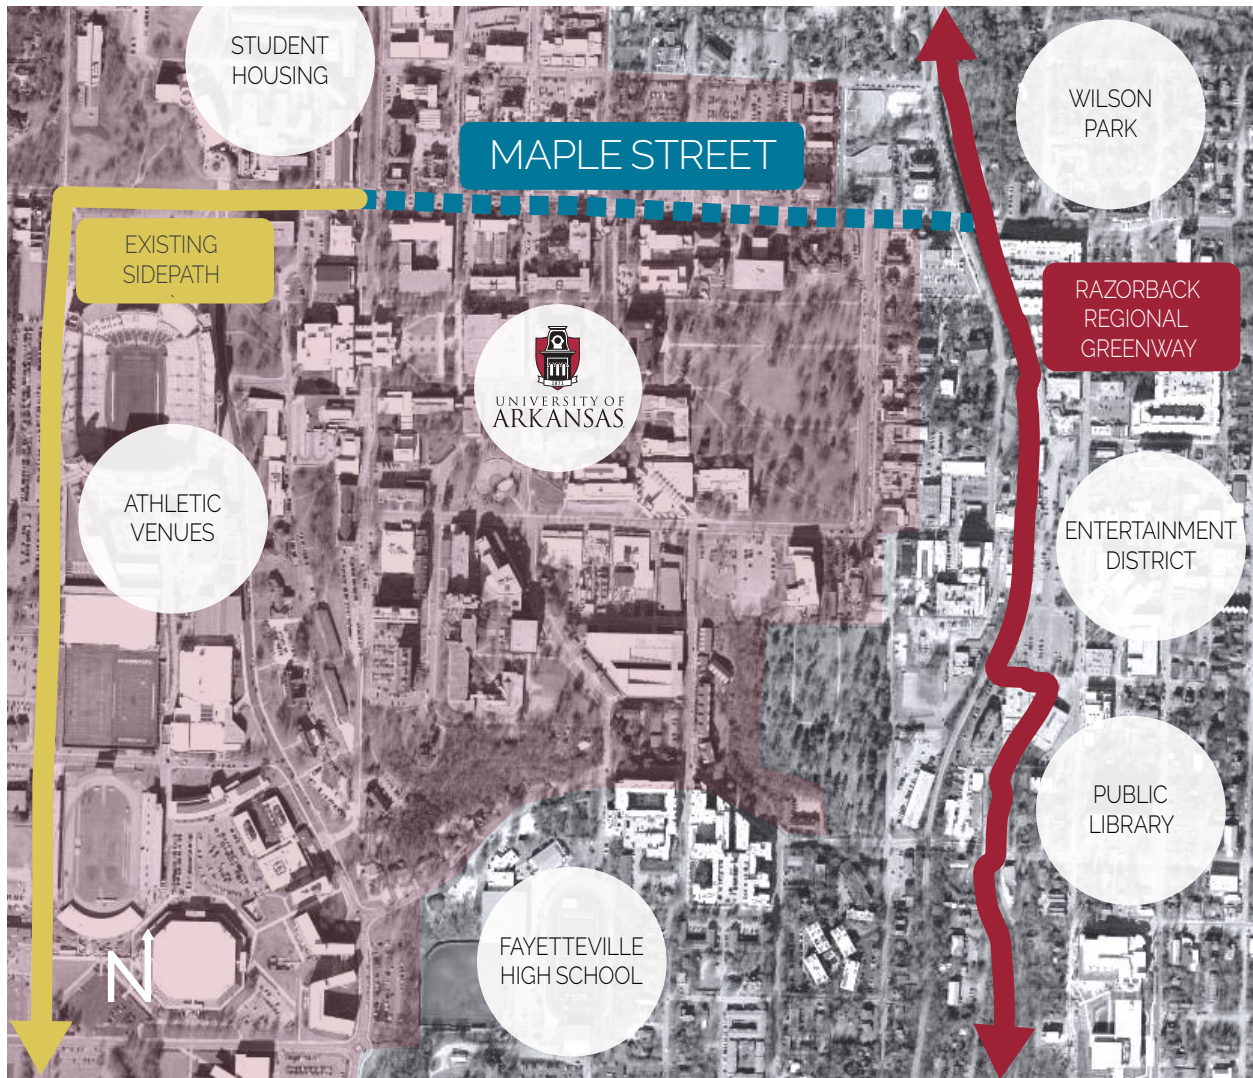 STUDENT
HOUSING
WILSON
PARK
MAPLE STREET
EXISTING
SIDEPATH
RAZORBACK
REGIONAL
GREENWAY
1871
UNIVERSITY OF
ARKANSAS
ATHLETIC
VENUES
ENTERTAINMENT
DISTRICT
PUBLIC
LIBRARY
FAYETTEVILLE
HIGH SCHOOL
N